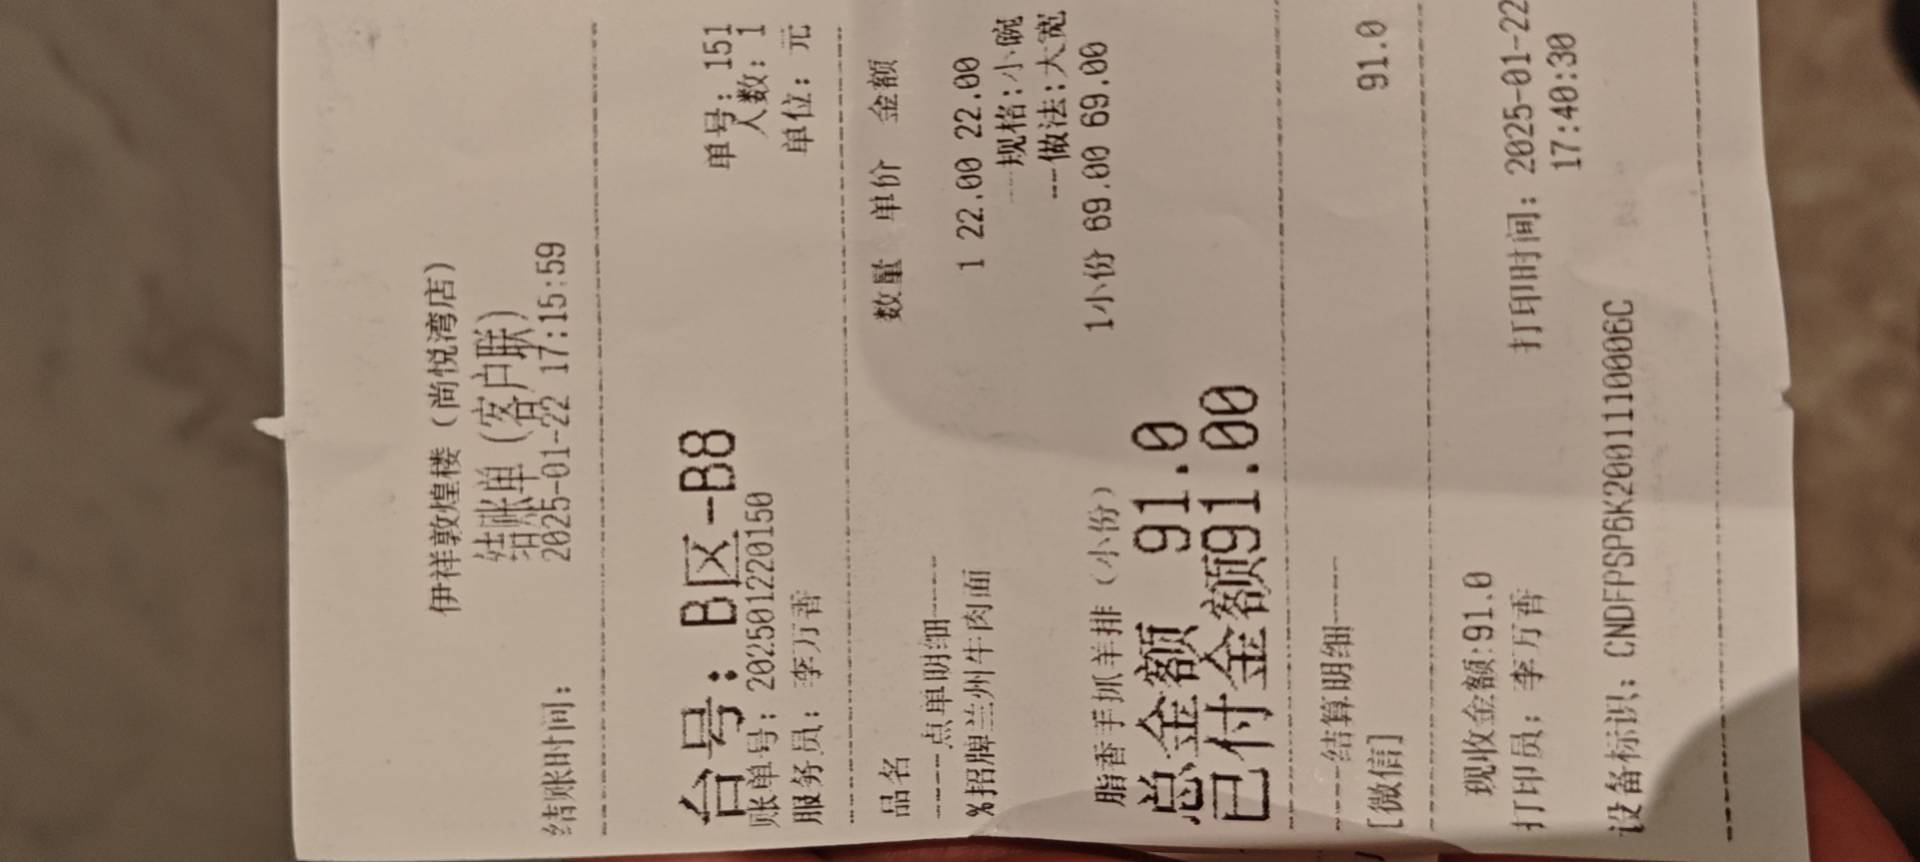 伊祥敦煌楼（尚悦湾店）
结账单（客户联）
结账时间： 2025-01-22 17:15:59
单号：151
台号：B区-B8 人数：1
账单号：202501220150 单位：元
服务员：李万香
品名 数量 单价 金额
----点单明细----
%招牌兰州牛肉面 1 22.00 22.00
---规格：小碗
---做法：大宽
脂香手抓羊排（小份） 1小份 69.00 69.00
总金额 91.0
已付金额91.00
----结算明细----
[微信] 91.0
现收金额：91.0
打印员：李万香 打印时间：2025-01-22
17:40:30
设备标识：CNDFPSP6K2001110006C